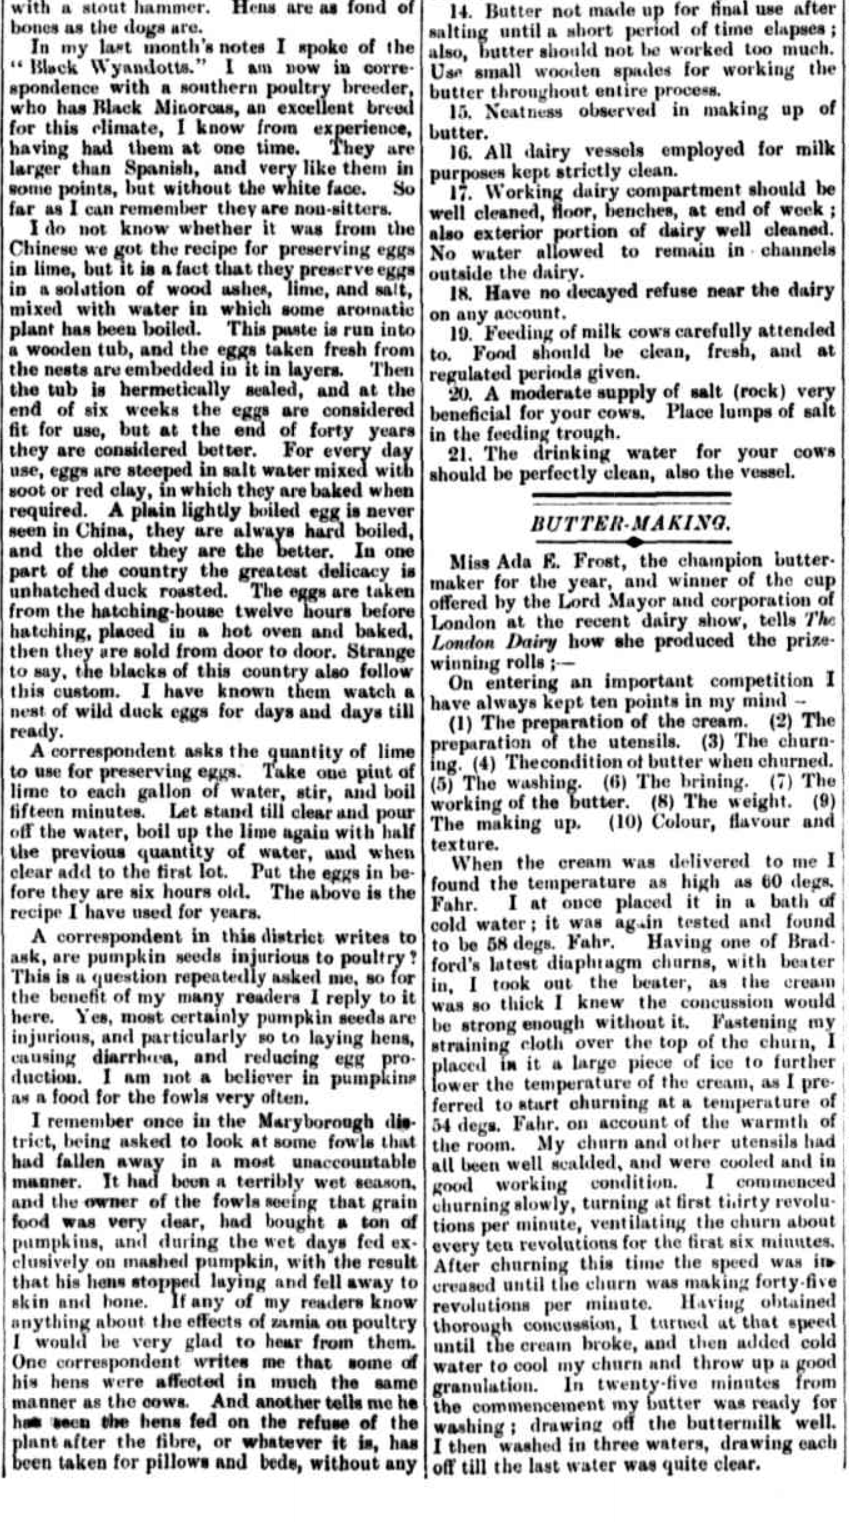 with a stout hammer. Hens are as fond of
bones as the dogs are.
In my last month's notes I spoke of the
"Black Wyandotts." I am now in corre-
spondence with a southern poultry breeder,
who has Black Minorcas, an excellent breed
for this climate, I know from experience,
having had them at one time. They are
larger than Spanish, and very like them in
some points, but without the white face. So
far as I can remember they are non-sitters.
I do not know whether it was from the
Chinese we got the recipe for preserving eggs
in lime, but it is a fact that they preserve eggs
in a solution of wood ashes, lime, and salt,
mixed with water in which some aromatic
plant has been boiled. This paste is run into
a wooden tub, and the eggs taken fresh from
the nests are embedded in it in layers. Then
the tub is hermetically sealed, and at the
end of six weeks the eggs are considered
fit for use, but at the end of forty years
they are considered better. For every day
use, eggs are steeped in salt water mixed with
soot or red clay, in which they are baked when
required. A plain lightly boiled egg is never
seen in China, they are always hard boiled,
and the older they are the better. In one
part of the country the greatest delicacy is
unhatched duck roasted. The eggs are taken
from the hatching-house twelve hours before
hatching, placed in a hot oven and baked,
then they are sold from door to door. Strange
to say, the blacks of this country also follow
this custom. I have known them watch a
nest of wild duck eggs for days and days till
ready.
A correspondent asks the quantity of lime
to use for preserving eggs. Take one pint of
lime to each gallon of water, stir, and boil
fifteen minutes. Let stand till clear and pour
off the water, boil up the lime again with half
the previous quantity of water, and when
clear add to the first lot. Put the eggs in be-
fore they are six hours old. The above is the
recipe I have used for years.
A correspondent in this district writes to
ask, are pumpkin seeds injurious to poultry?
This is a question repeatedly asked me, so for
the benefit of my many readers I reply to it
here. Yes, most certainly pumpkin seeds are
injurious, and particularly so to laying hens,
causing diarrhœa, and reducing egg pro-
duction. I am not a believer in pumpkins
as a food for the fowls very often.
I remember once in the Maryborough dis-
trict, being asked to look at some fowls that
had fallen away in a most unaccountable
manner. It had been a terribly wet season,
and the owner of the fowls seeing that grain
food was very dear, had bought a ton of
pumpkins, and during the wet days fed ex-
clusively on mashed pumpkin, with the result
that his hens stopped laying and fell away to
skin and bone. If any of my readers know
anything about the effects of zamia on poultry
I would be very glad to hear from them.
One correspondent writes me that some of
his hens were affected in much the same
manner as the cows. And another tells me he
has seen the hens fed on the refuse of the
plant after the fibre, or whatever it is, has
been taken for pillows and beds, without any
14. Butter not made up for final use after
salting until a short period of time elapses;
also, butter should not be worked too much.
Use small wooden spades for working the
butter throughout entire process.
15. Neatness observed in making up of
butter.
16. All dairy vessels employed for milk
purposes kept strictly clean.
17. Working dairy compartment should be
well cleaned, floor, benches, at end of week;
also exterior portion of dairy well cleaned.
No water allowed to remain in channels
outside the dairy.
18. Have no decayed refuse near the dairy
on any account.
19. Feeding of milk cows carefully attended
to. Food should be clean, fresh, and at
regulated periods given.
20. A moderate supply of salt (rock) very
beneficial for your cows. Place lumps of salt
in the feeding trough.
21. The drinking water for your cows
should be perfectly clean, also the vessel.
BUTTER-MAKING.
Miss Ada E. Frost, the champion butter-
maker for the year, and winner of the cup
offered by the Lord Mayor and corporation of
London at the recent dairy show, tells The
London Dairy how she produced the prize-
winning rolls ;—
On entering an important competition I
have always kept ten points in my mind –
(1) The preparation of the cream. (2) The
preparation of the utensils. (3) The churn-
ing. (4) The condition of butter when churned.
(5) The washing. (6) The brining. (7) The
working of the butter. (8) The weight. (9)
The making up. (10) Colour, flavour and
texture.
When the cream was delivered to me I
found the temperature as high as 60 degs.
Fahr. I at once placed it in a bath of
cold water; it was again tested and found
to be 58 degs. Fahr. Having one of Brad-
ford's latest diaphragm churns, with beater
in, I took out the beater, as the cream
was so thick I knew the concussion would
be strong enough without it. Fastening my
straining cloth over the top of the churn, I
placed in it a large piece of ice to further
lower the temperature of the cream, as I pre-
ferred to start churning at a temperature of
54 degs. Fahr. on account of the warmth of
the room. My churn and other utensils had
all been well scalded, and were cooled and in
good working condition. I commenced
churning slowly, turning at first thirty revolu-
tions per minute, ventilating the churn about
every ten revolutions for the first six minutes.
After churning this time the speed was in-
creased until the churn was making forty-five
revolutions per minute. Having obtained
thorough concussion, I turned at that speed
until the cream broke, and then added cold
water to cool my churn and throw up a good
granulation. In twenty-five minutes from
the commencement my butter was ready for
washing; drawing off the buttermilk well.
I then washed in three waters, drawing each
off till the last water was quite clear.